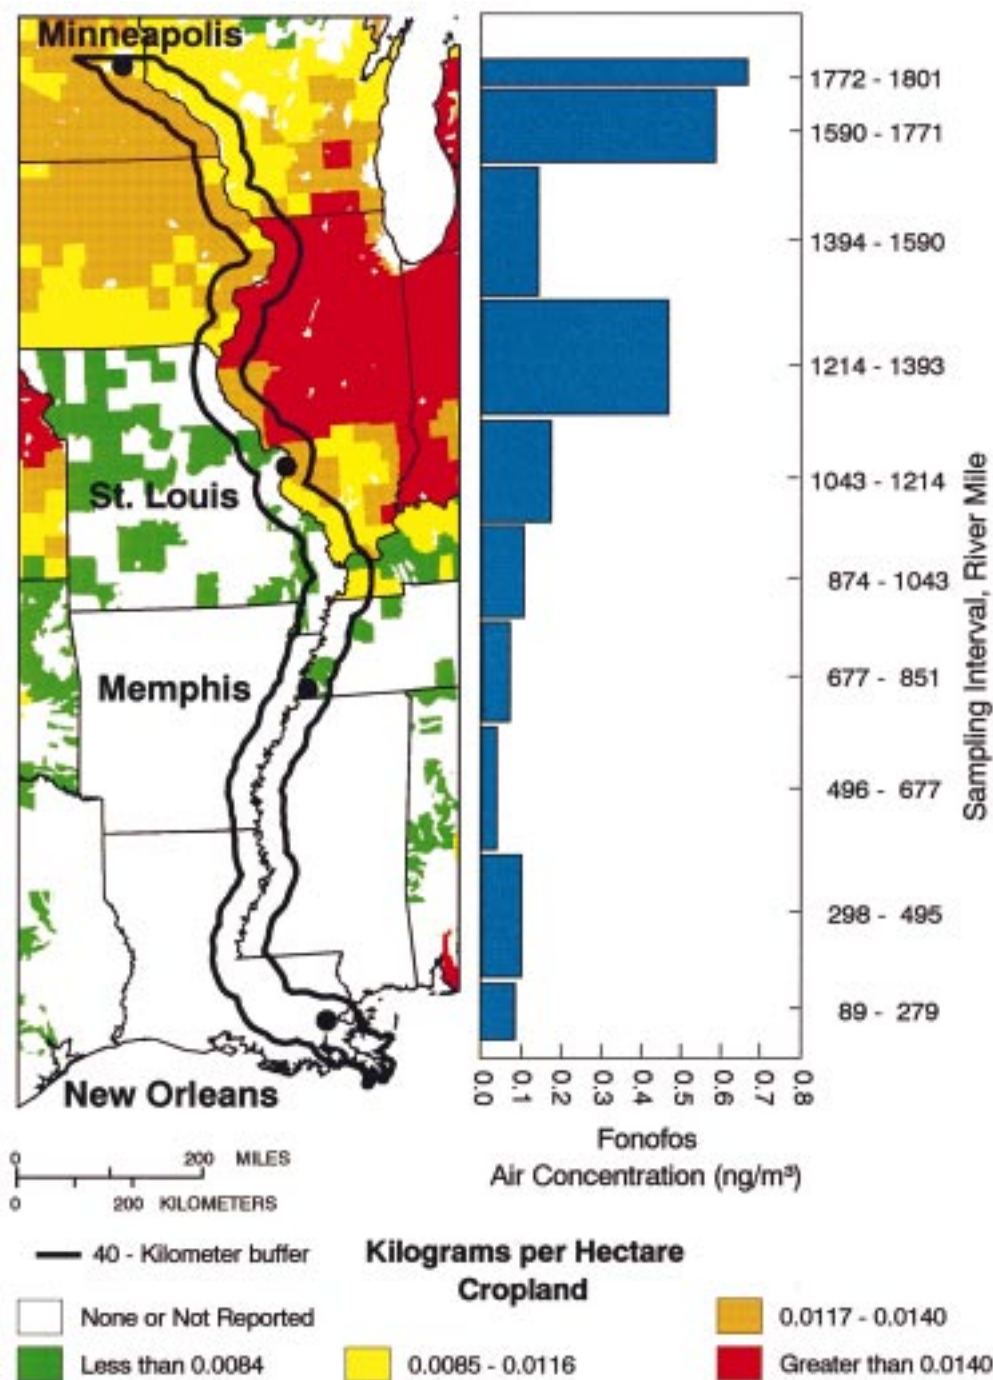 Minneapolis
St. Louis
Memphis
New Orleans
1772 - 1801
1590 - 1771
1394 - 1590
1214 - 1393
1043 - 1214
874 - 1043
677 - 851
496 - 677
298 - 495
89 - 279
Sampling Interval, River Mile
0.0 0.1 0.2 0.3 0.4 0.5 0.6 0.7 0.8
Fonofos
Air Concentration (ng/m³)
0 200 MILES
0 200 KILOMETERS
40 - Kilometer buffer
Kilograms per Hectare
Cropland
None or Not Reported
Less than 0.0084
0.0085 - 0.0116
0.0117 - 0.0140
Greater than 0.0140